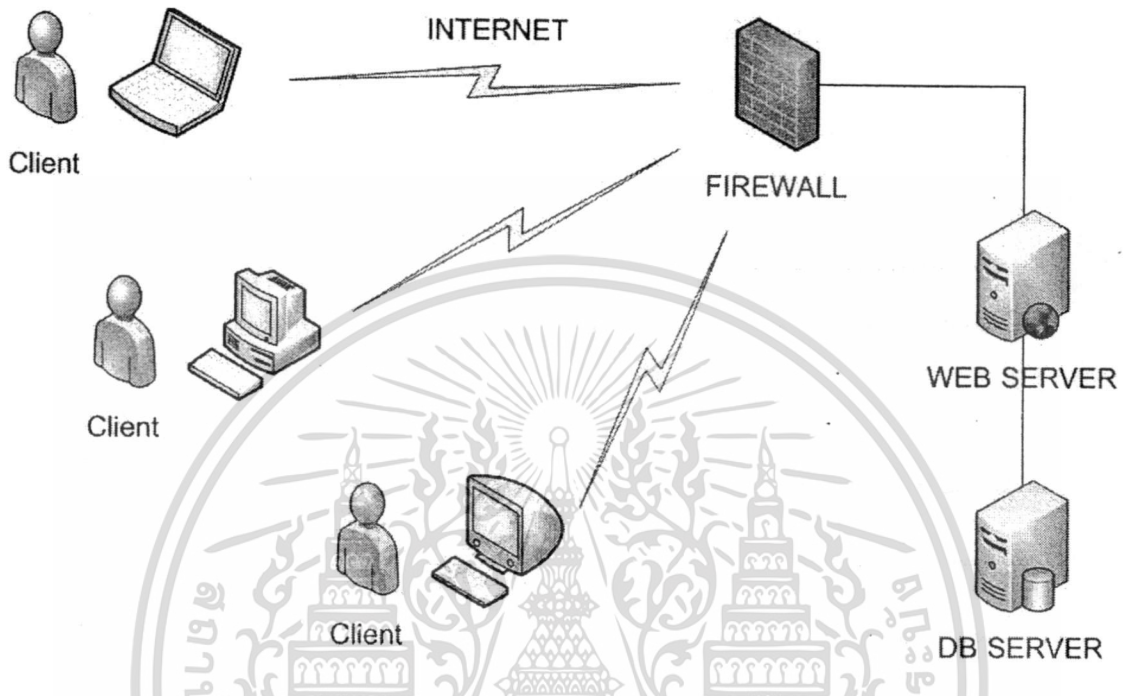 INTERNET
Client
FIREWALL
Client
WEB SERVER
Client
DB SERVER